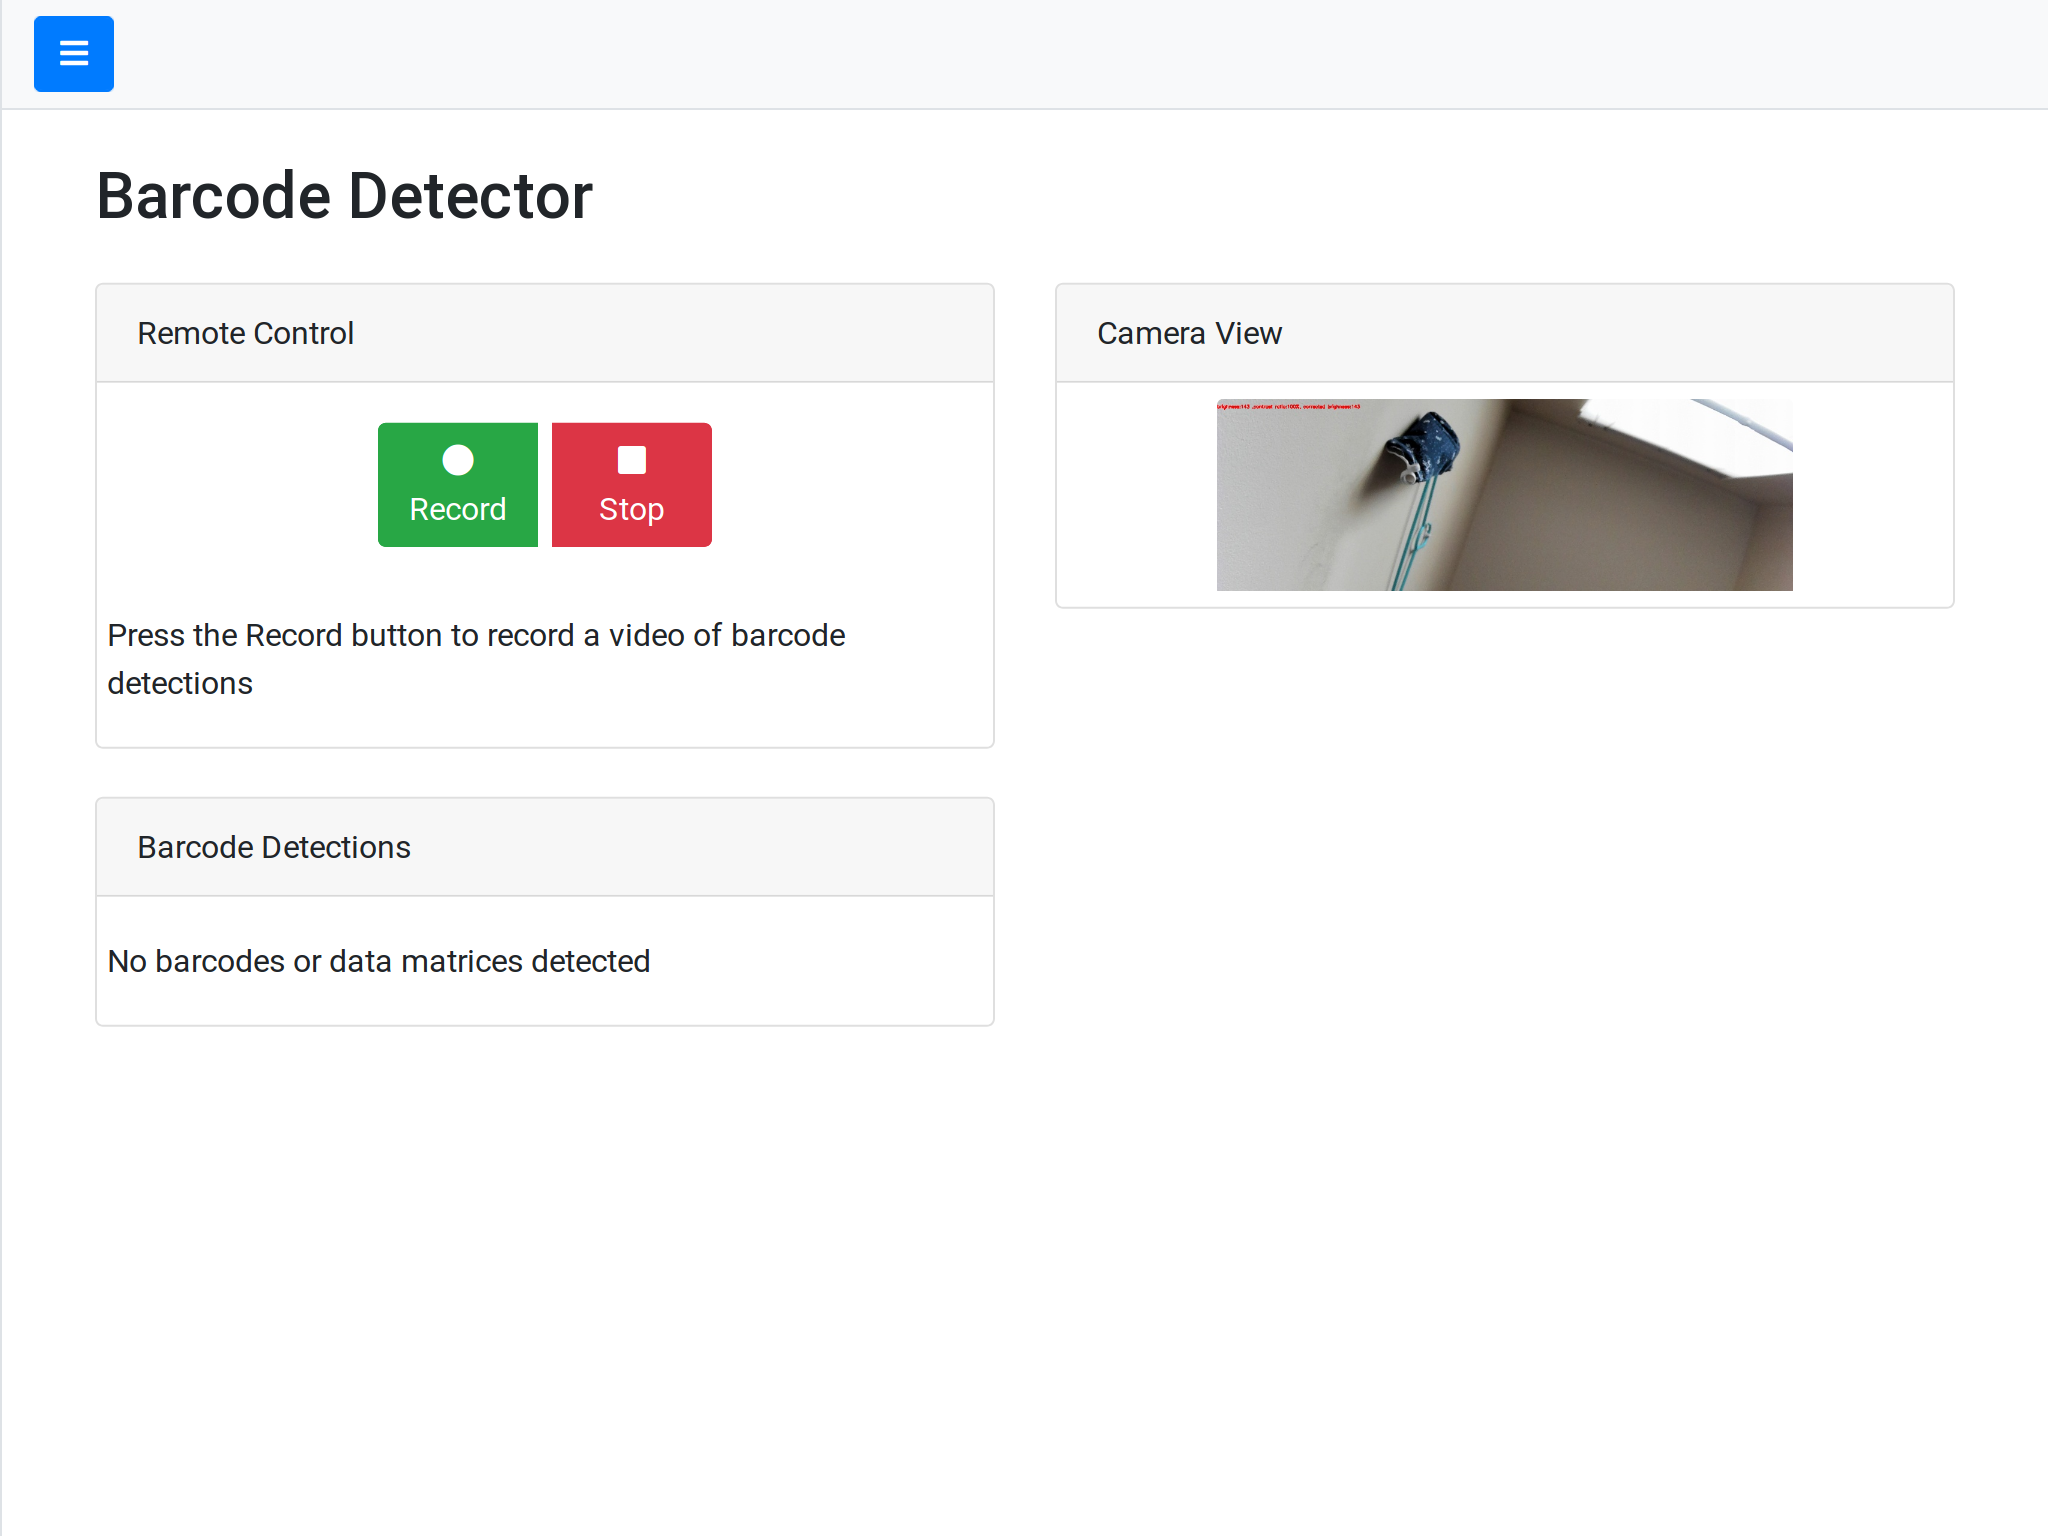 Barcode Detector
Remote Control
Record
Stop
Press the Record button to record a video of barcode
detections
Camera View
Barcode Detections
No barcodes or data matrices detected